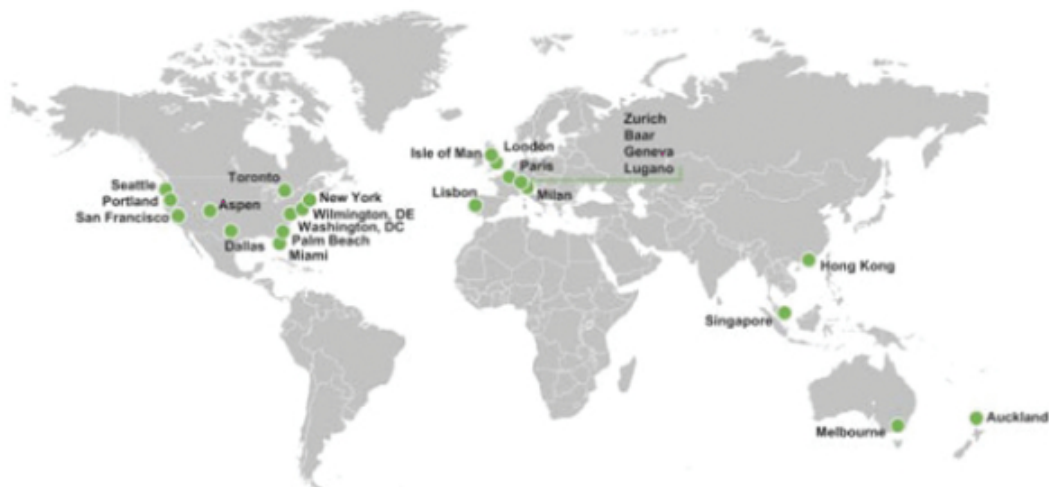 Seattle
Portland
San Francisco
Toronto
Aspen
Dallas
New York
Wilmington, DE
Washington, DC
Palm Beach
Miami
Isle of Man
London
Paris
Lisbon
Milan
Zurich
Baar
Geneva
Lugano
Hong Kong
Singapore
Melbourne
Auckland